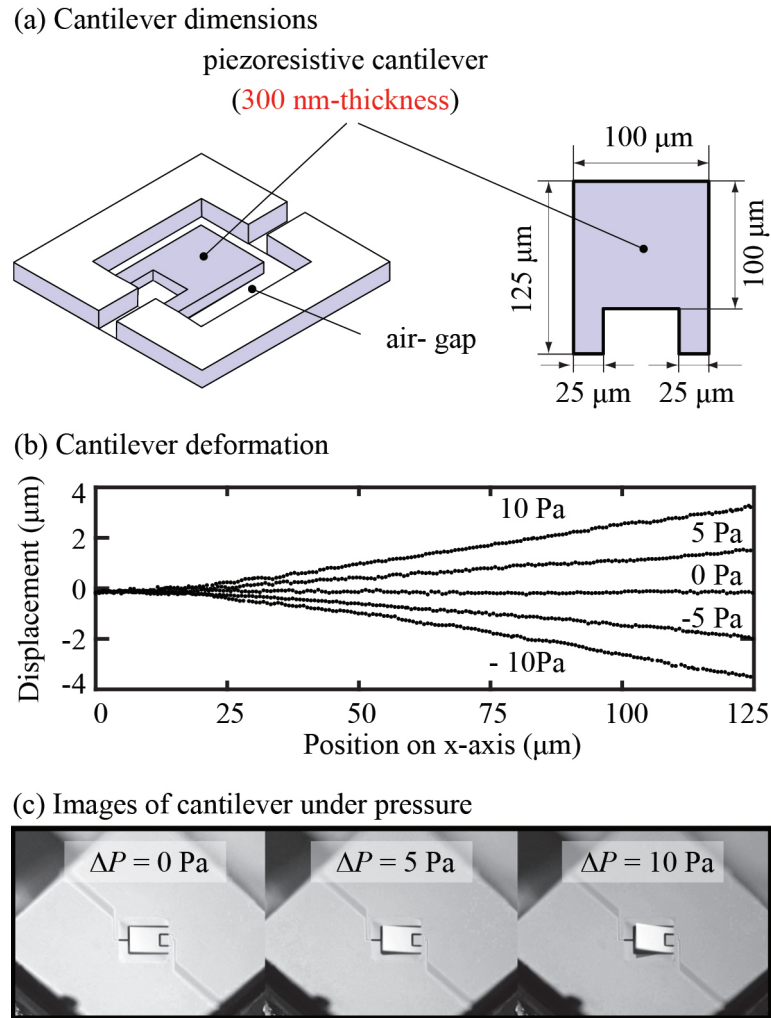 (a) Cantilever dimensions
piezoresistive cantilever
(300 nm-thickness)
air- gap
100 μm
125 μm
100 μm
25 μm
25 μm
(b) Cantilever deformation
Displacement (μm)
4
2
0
-2
-4
10 Pa
5 Pa
0 Pa
-5 Pa
- 10Pa
0
25
50
75
100
125
Position on x-axis (μm)
(c) Images of cantilever under pressure
ΔP = 0 Pa
ΔP = 5 Pa
ΔP = 10 Pa